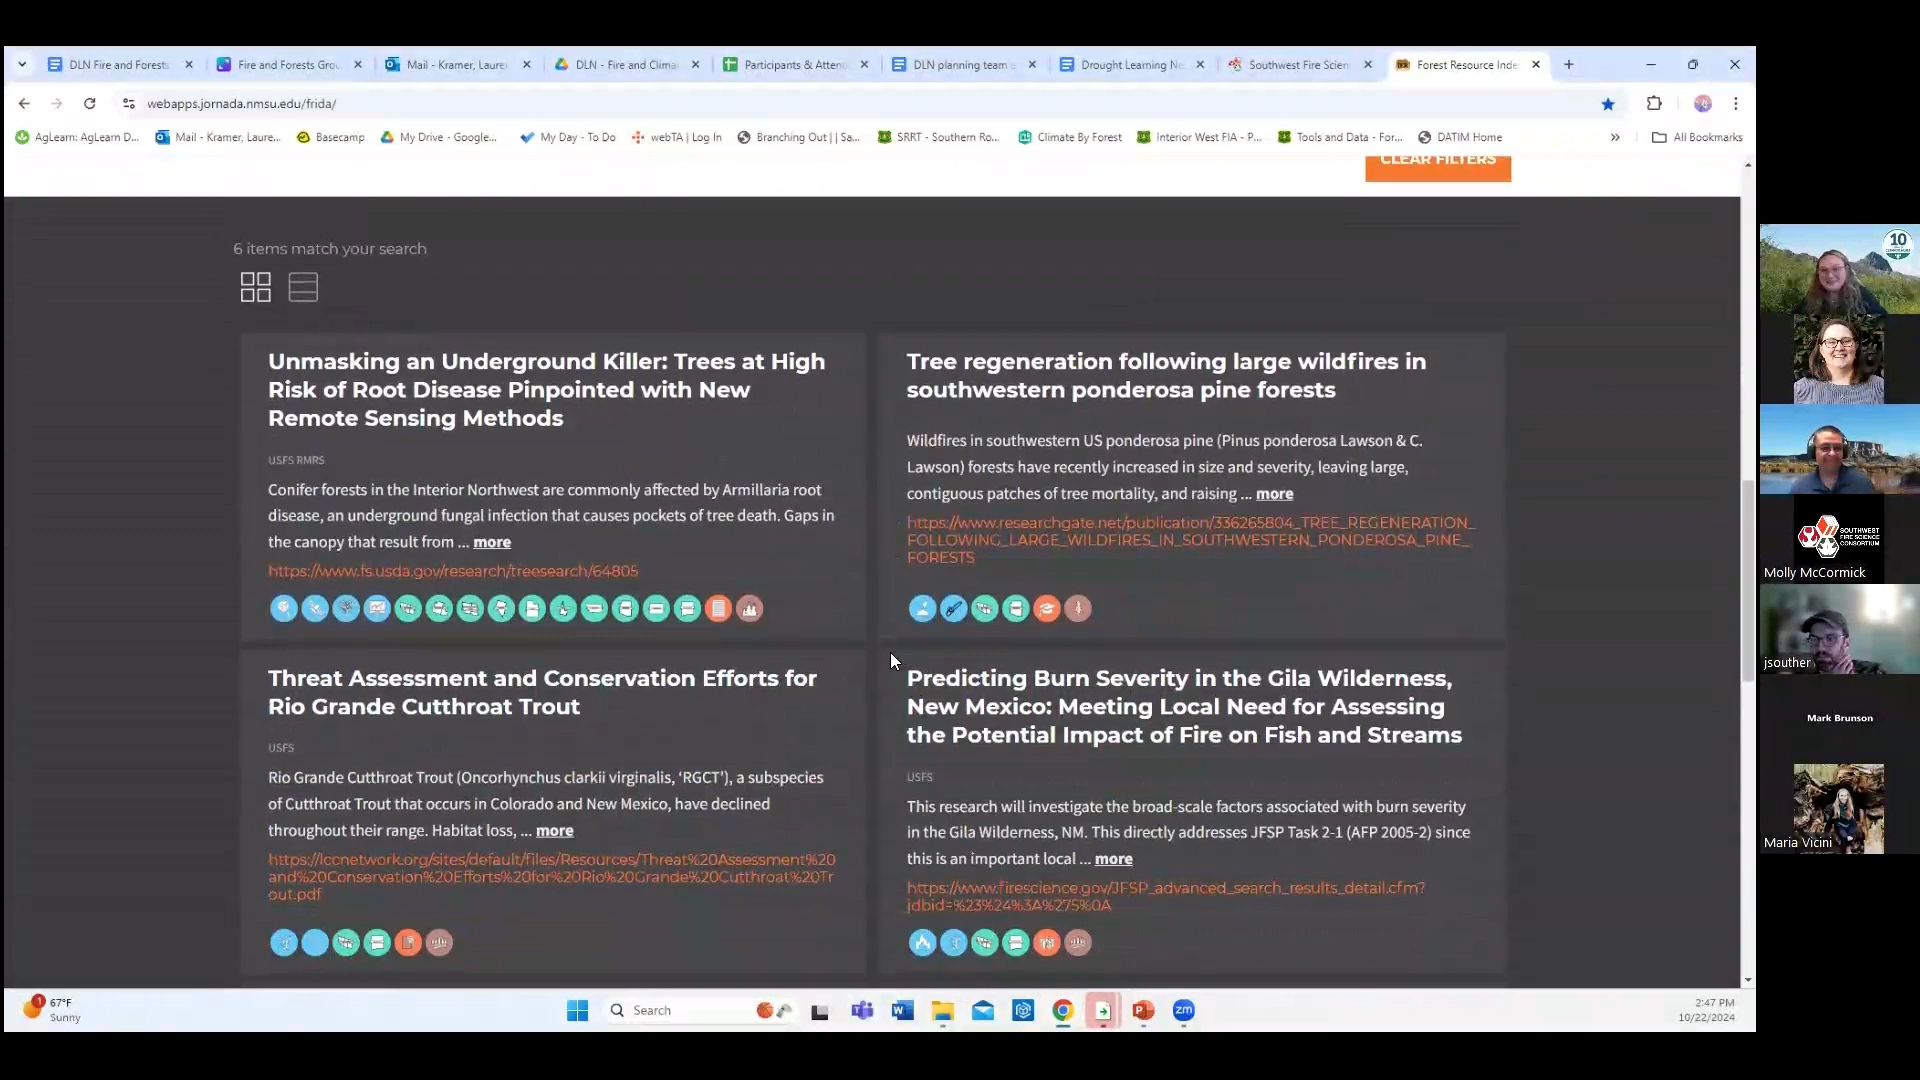 DLN Fire and Forests
Fire and Forests Grou
Mail - Kramer, Laure
DLN - Fire and Clima
Participants & Atten
DLN planning team
Drought Learning Ne
Southwest Fire Scien
Forest Resource Inde
webapps.jornada.nmsu.edu/frida/
AgLearn: AgLearn D...
Mail - Kramer, Laure...
Basecamp
My Drive - Google...
My Day - To Do
webTA | Log In
Branching Out || Sa...
SRRT - Southern Ro...
Climate By Forest
Interior West FIA - P...
Tools and Data - For...
DATIM Home
All Bookmarks
CLEAR FILTERS
6 items match your search
Unmasking an Underground Killer: Trees at High
Risk of Root Disease Pinpointed with New
Remote Sensing Methods
USFS RMRS
Conifer forests in the Interior Northwest are commonly affected by Armillaria root
disease, an underground fungal infection that causes pockets of tree death. Gaps in
the canopy that result from ... more
https://www.fs.usda.gov/research/treesearch/64805
Tree regeneration following large wildfires in
southwestern ponderosa pine forests
Wildfires in southwestern US ponderosa pine (Pinus ponderosa Lawson & C.
Lawson) forests have recently increased in size and severity, leaving large,
contiguous patches of tree mortality, and raising ... more
https://www.researchgate.net/publication/336265804_TREE_REGENERATION_
FOLLOWING_LARGE_WILDFIRES_IN_SOUTHWESTERN_PONDEROSA_PINE_
FORESTS
Threat Assessment and Conservation Efforts for
Rio Grande Cutthroat Trout
USFS
Rio Grande Cutthroat Trout (Oncorhynchus clarkii virginalis, ‘RGCT’), a subspecies
of Cutthroat Trout that occurs in Colorado and New Mexico, have declined
throughout their range. Habitat loss, ... more
https://lccnetwork.org/sites/default/files/Resources/Threat%20Assessment%20
and%20Conservation%20Efforts%20for%20Rio%20Grande%20Cutthroat%20Tr
out.pdf
Predicting Burn Severity in the Gila Wilderness,
New Mexico: Meeting Local Need for Assessing
the Potential Impact of Fire on Fish and Streams
USFS
This research will investigate the broad-scale factors associated with burn severity
in the Gila Wilderness, NM. This directly addresses JFSP Task 2-1 (AFP 2005-2) since
this is an important local ... more
https://www.firescience.gov/JFSP_advanced_search_results_detail.cfm?
jdbid=%23%24%3A%275%0A
10
SOUTHWEST
FIRE SCIENCE
CONSORTIUM
Molly McCormick
jsouther
Mark Brunson
Maria Vicini
1
67°F
Sunny
Search
zm
2:47 PM
10/22/2024